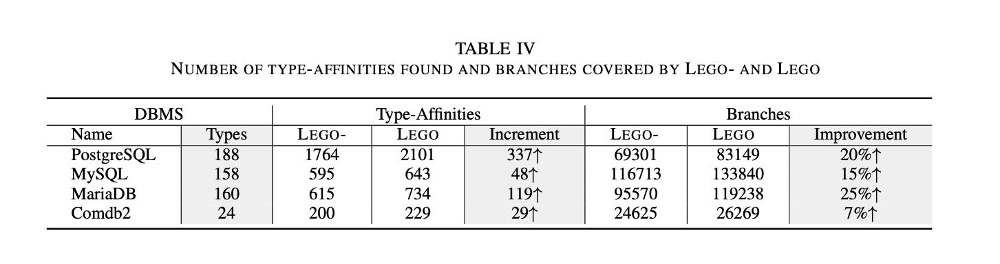 TABLE IV
NUMBER OF TYPE-AFFINITIES FOUND AND BRANCHES COVERED BY LEGO- AND LEGO
DBMS Type-Affinities Branches
Name Types LEGO- LEGO Increment LEGO- LEGO Improvement
PostgreSQL 188 1764 2101 337↑ 69301 83149 20%↑
MySQL 158 595 643 48↑ 116713 133840 15%↑
MariaDB 160 615 734 119↑ 95570 119238 25%↑
Comdb2 24 200 229 29↑ 24625 26269 7%↑